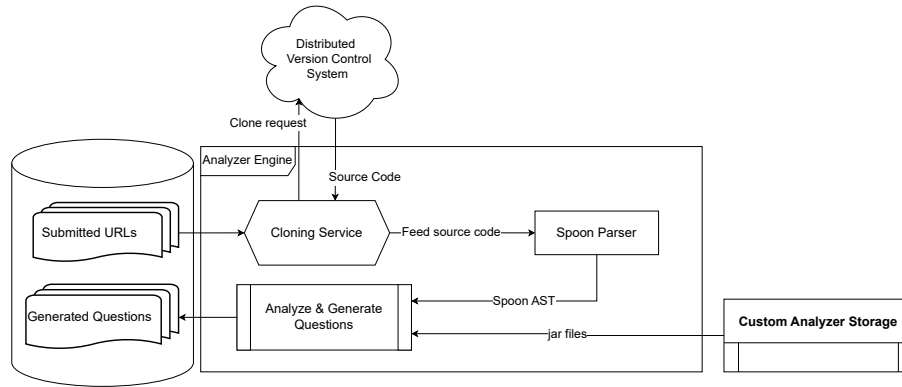 Distributed
Version Control
System
Clone request
Analyzer Engine
Source Code
Submitted URLs
Cloning Service
Feed source code
Spoon Parser
Generated Questions
Analyze & Generate
Questions
Spoon AST
jar files
Custom Analyzer Storage